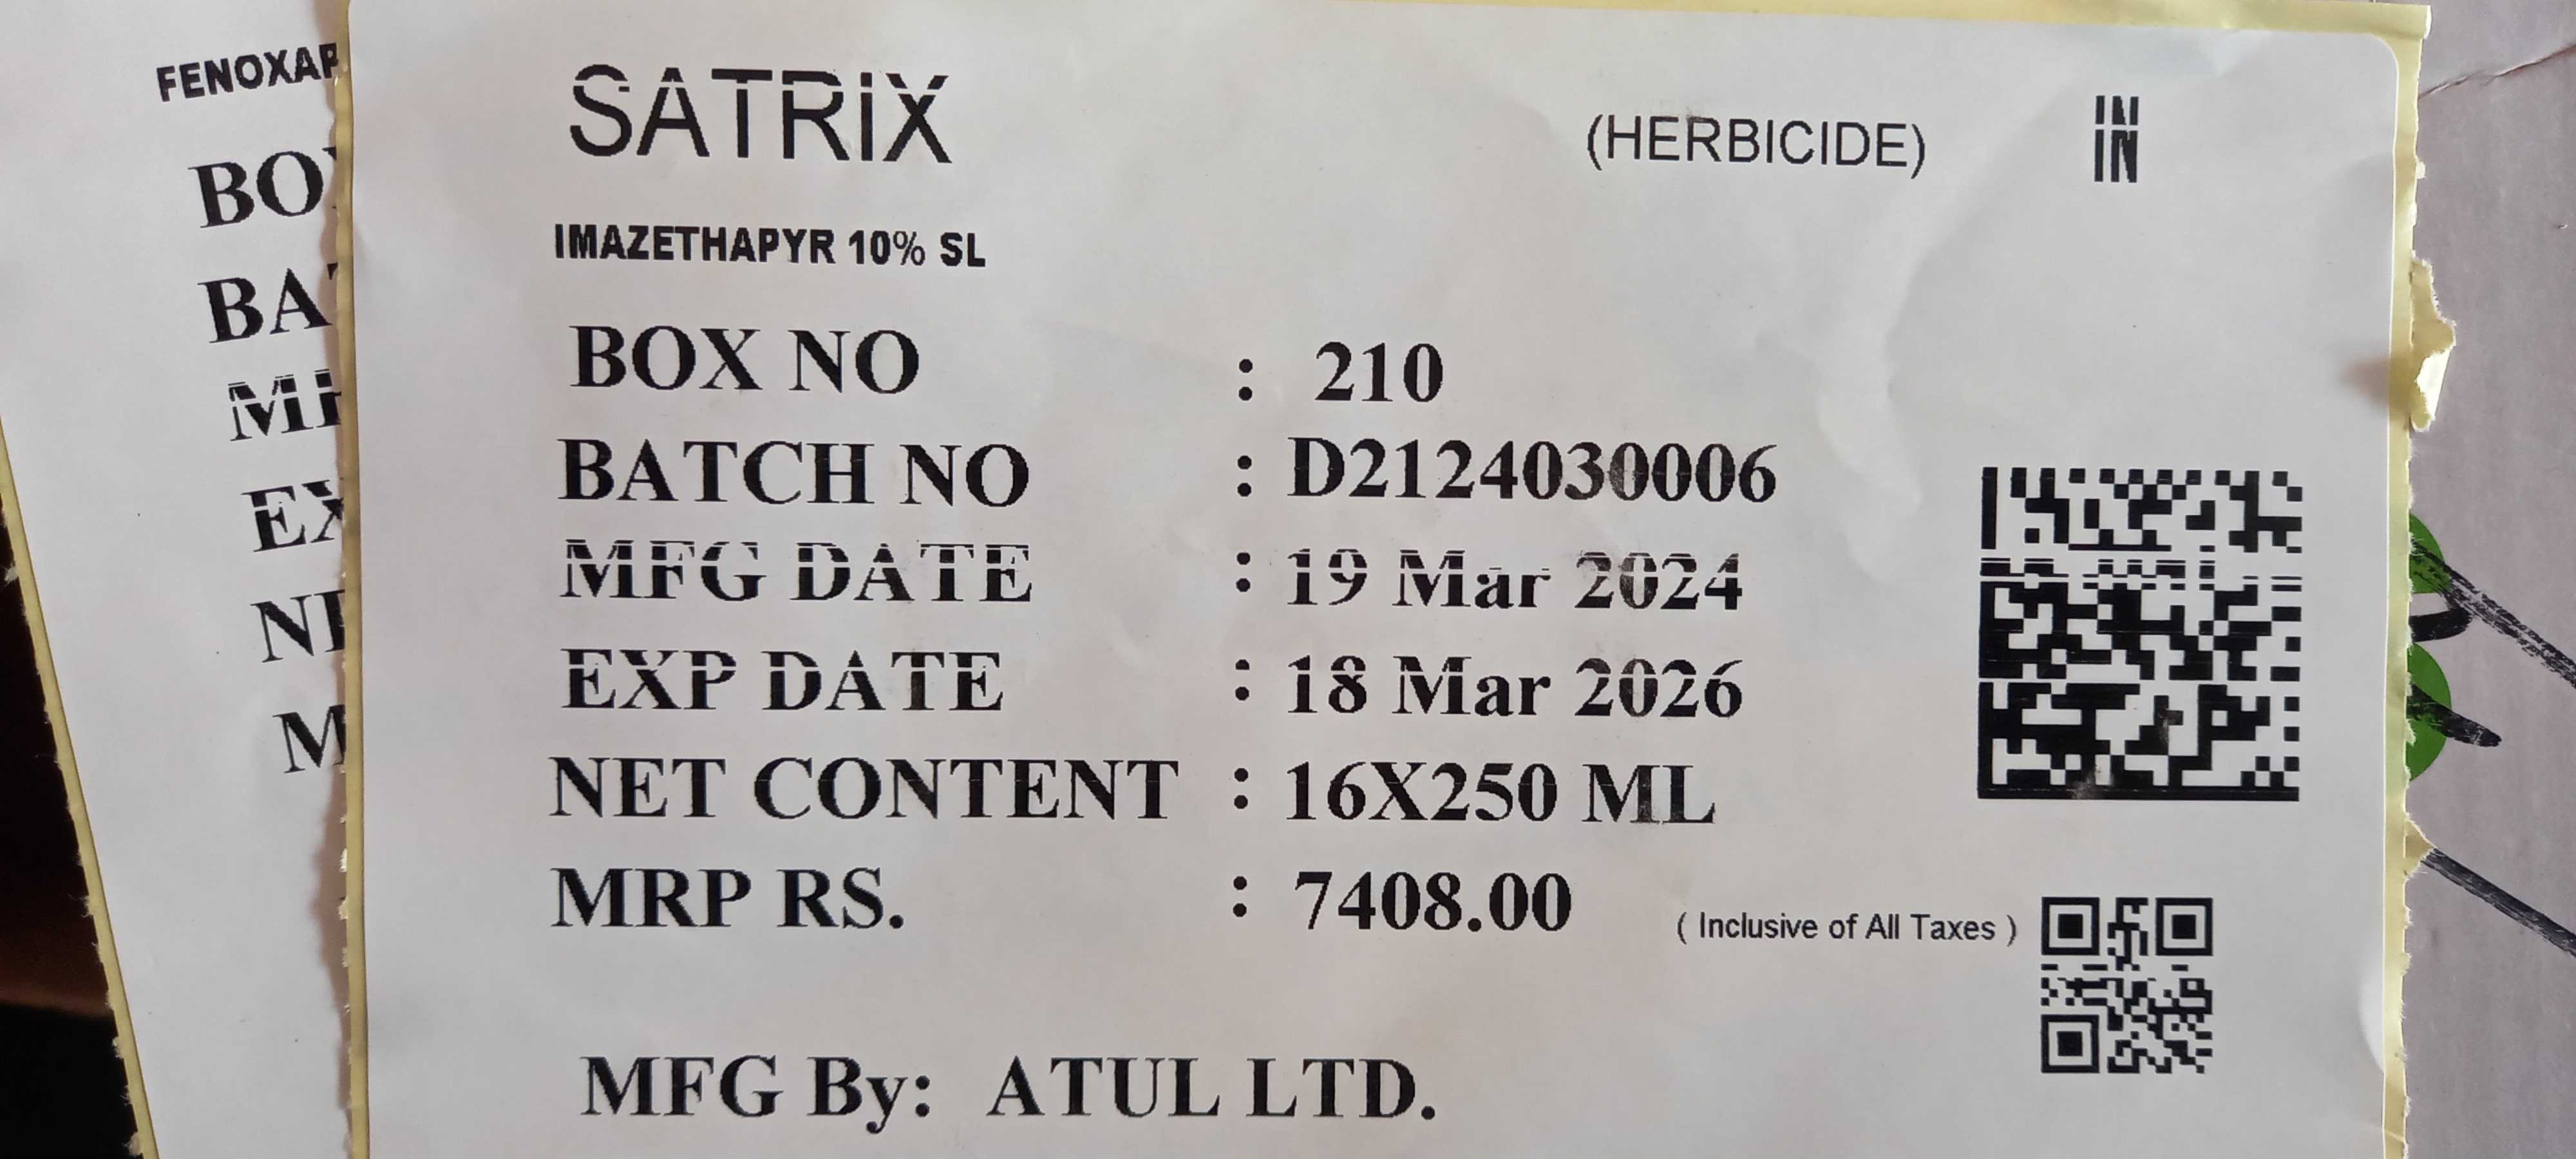 SATRIX
(HERBICIDE)
IN
IMAZETHAPYR 10% SL
BOX NO : 210
BATCH NO : D2124030006
MFG DATE : 19 Mar 2024
EXP DATE : 18 Mar 2026
NET CONTENT : 16X250 ML
MRP RS. : 7408.00 ( Inclusive of All Taxes )
MFG By: ATUL LTD.